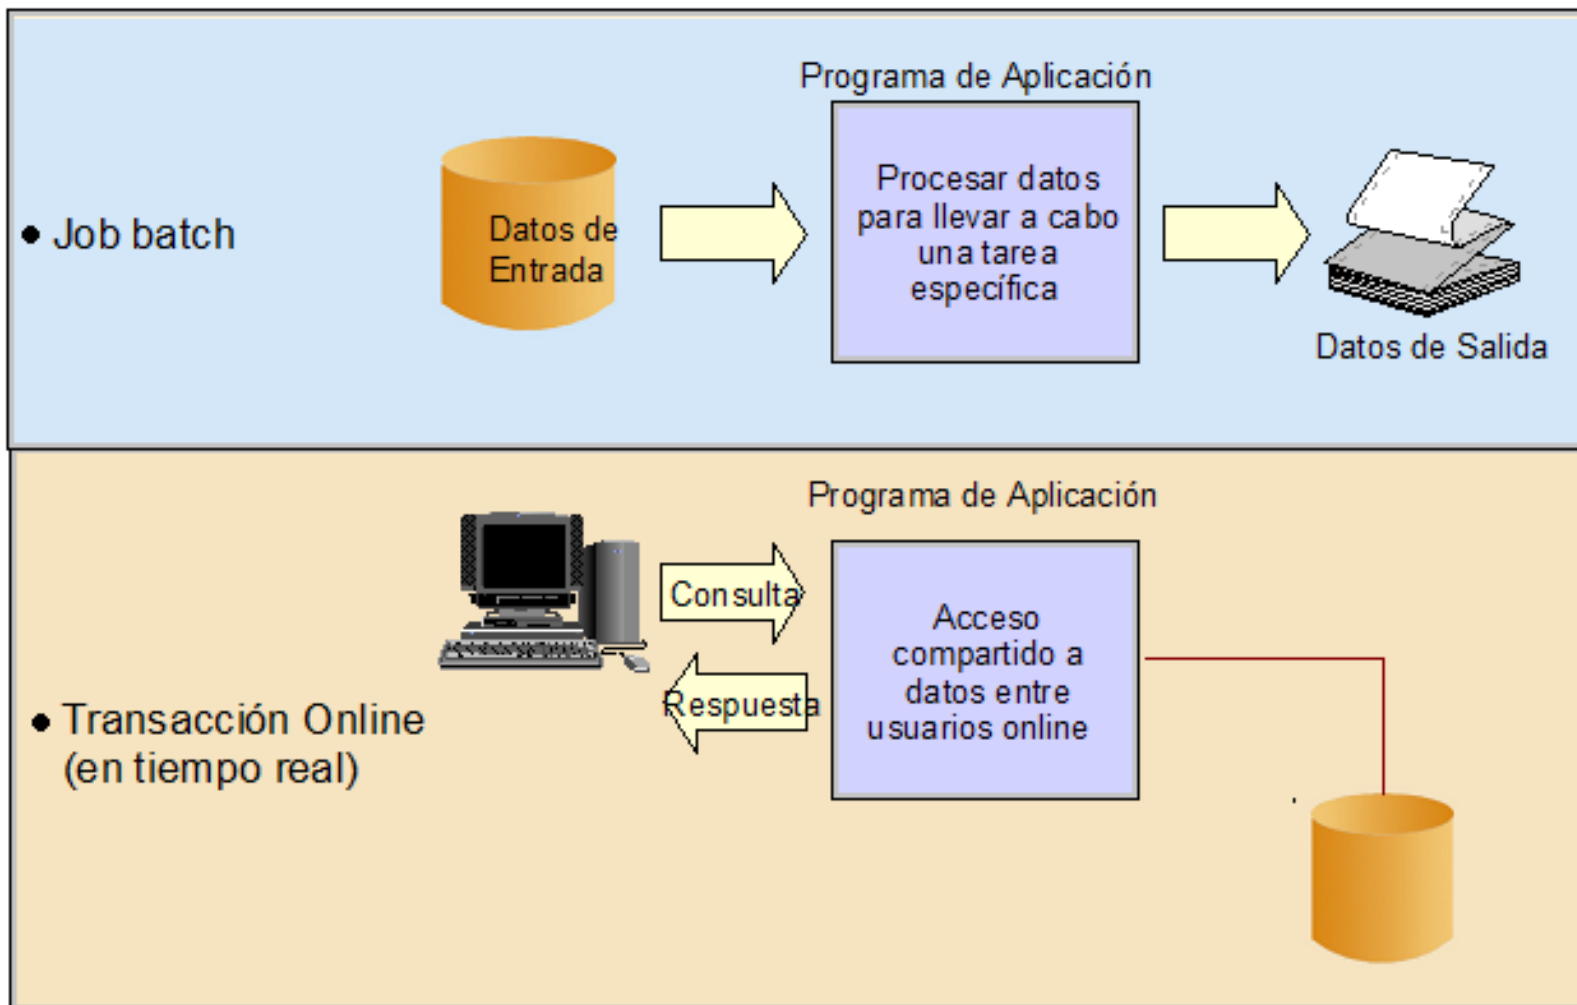 Programa de Aplicación
• Job batch
Datos de
Entrada
Procesar datos
para llevar a cabo
una tarea
específica
Datos de Salida
Programa de Aplicación
• Transacción Online
(en tiempo real)
Consulta
Respuesta
Acceso
compartido a
datos entre
usuarios online